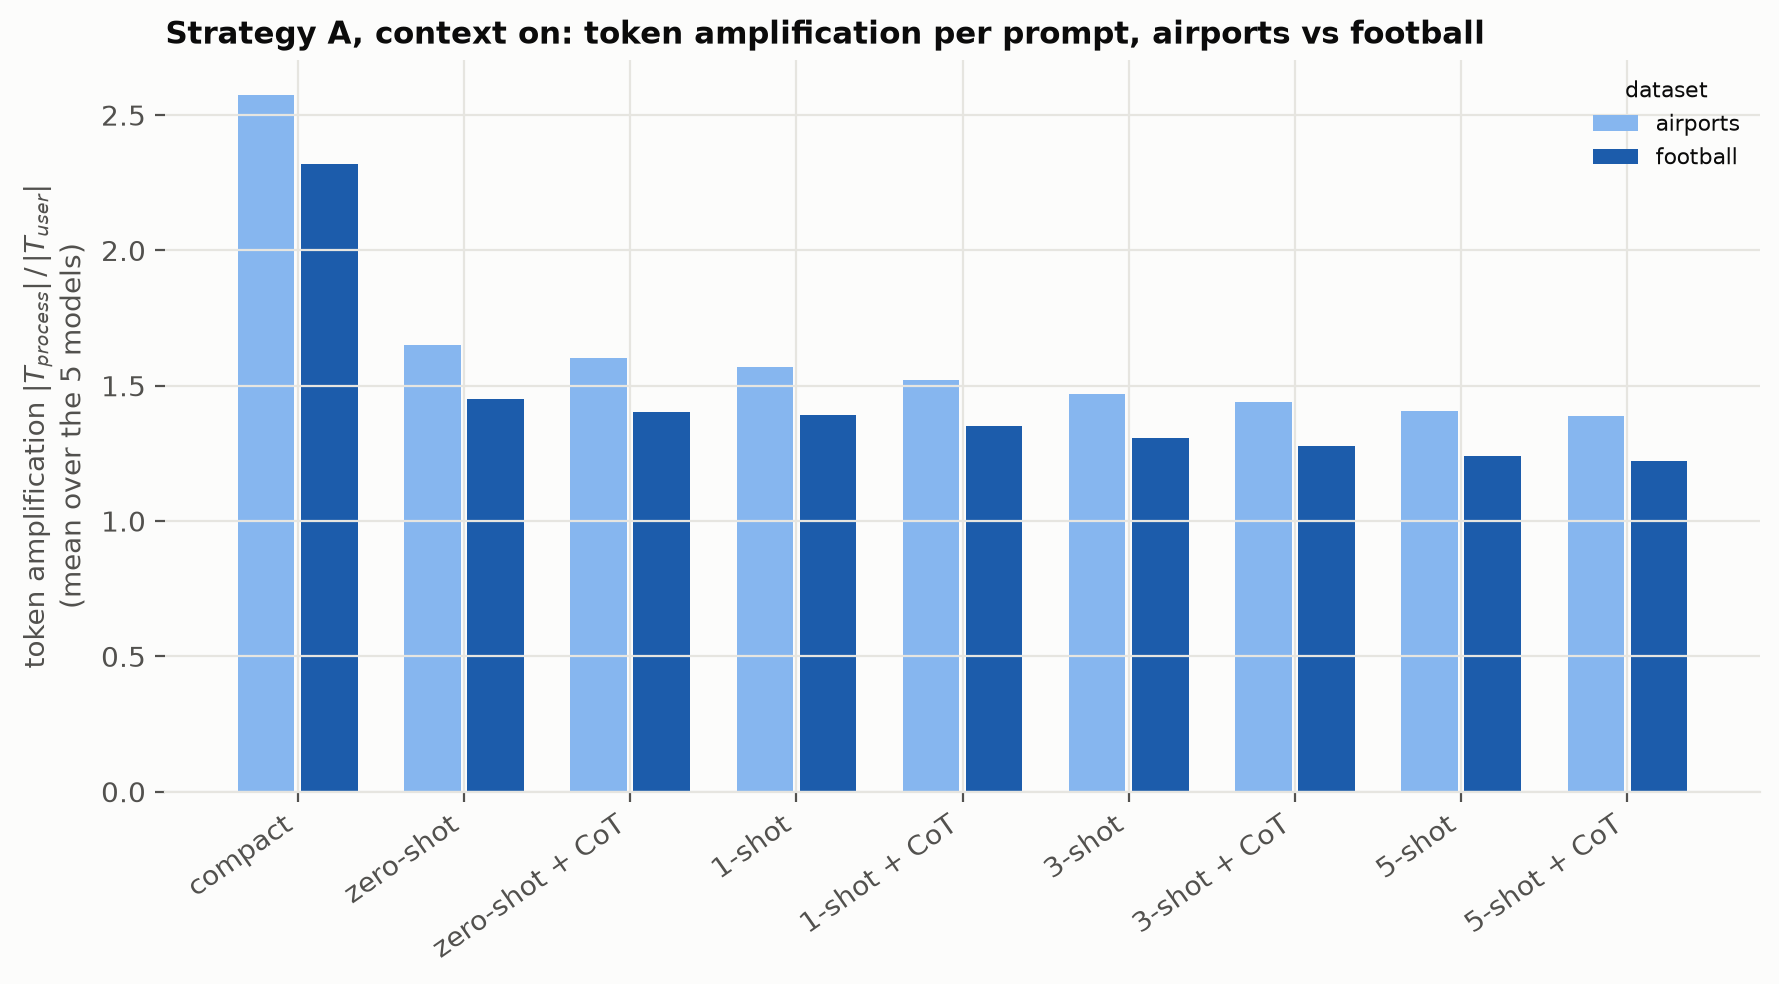 Strategy A, context on: token amplification per prompt, airports vs football
dataset
airports
football
token amplification |T_process| / |T_user|
(mean over the 5 models)
2.5
2.0
1.5
1.0
0.5
0.0
compact
zero-shot
zero-shot + CoT
1-shot
1-shot + CoT
3-shot
3-shot + CoT
5-shot
5-shot + CoT